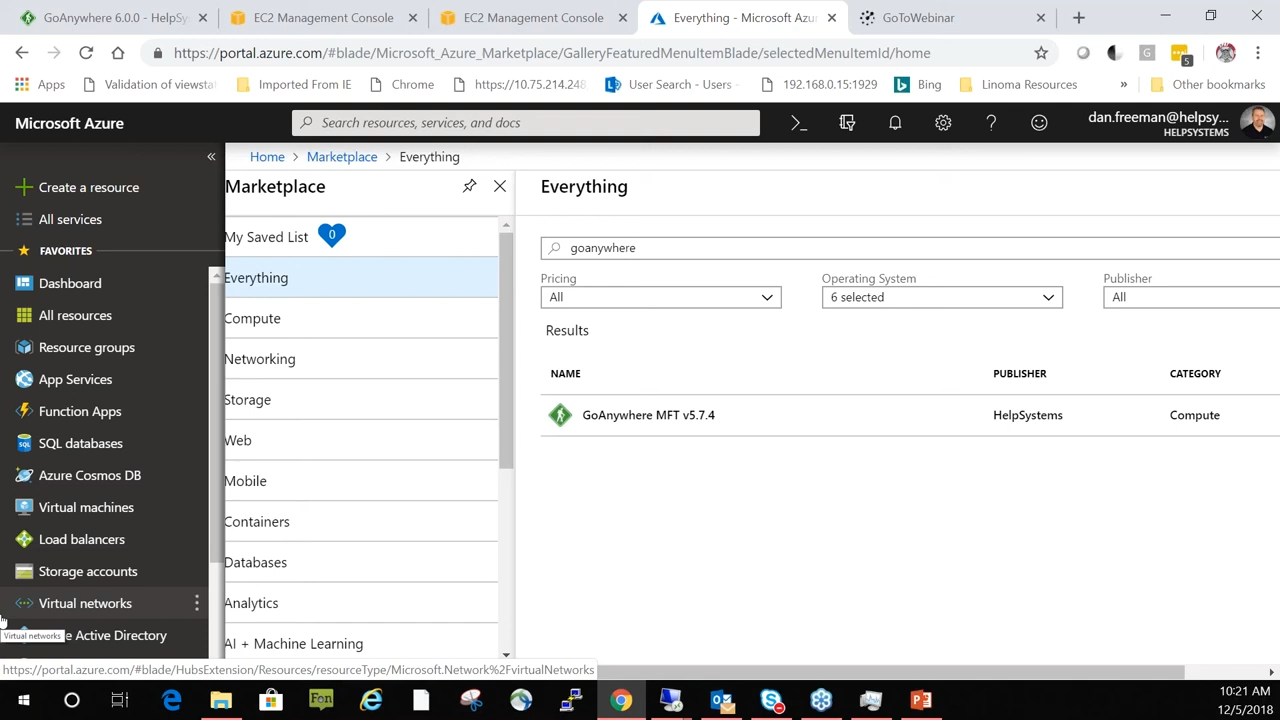 GoAnywhere 6.0.0 - HelpSy
EC2 Management Console
EC2 Management Console
Everything - Microsoft Azu
GoToWebinar
https://portal.azure.com/#blade/Microsoft_Azure_Marketplace/GalleryFeaturedMenuItemBlade/selectedMenuItemId/home
G
5
Apps
Validation of viewsta
Imported From IE
Chrome
https://10.75.214.248
User Search - Users -
192.168.0.15:1929
Bing
Linoma Resources
»
Other bookmarks
Microsoft Azure
Search resources, services, and docs
dan.freeman@helpsy...
HELPSYSTEMS
«
Home > Marketplace > Everything
Create a resource
All services
FAVORITES
Dashboard
All resources
Resource groups
App Services
Function Apps
SQL databases
Azure Cosmos DB
Virtual machines
Load balancers
Storage accounts
Virtual networks
Virtual networks
e Active Directory
Marketplace
My Saved List 0
Everything
Compute
Networking
Storage
Web
Mobile
Containers
Databases
Analytics
AI + Machine Learning
Everything
goanywhere
Pricing
All
Operating System
6 selected
Publisher
All
Results
NAME PUBLISHER CATEGORY
GoAnywhere MFT v5.7.4 HelpSystems Compute
https://portal.azure.com/#blade/HubsExtension/Resources/resourceType/Microsoft.Network%2FvirtualNetworks
Fon
10:21 AM
12/5/2018